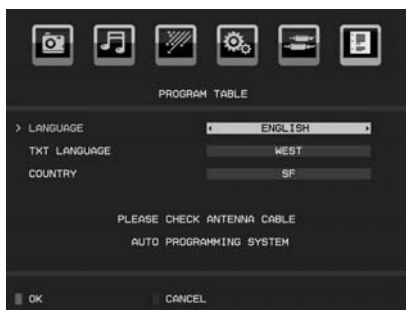 PROGRAM TABLE
> LANGUAGE ENGLISH
TXT LANGUAGE WEST
COUNTRY SF
PLEASE CHECK ANTENNA CABLE
AUTO PROGRAMMING SYSTEM
OK CANCEL